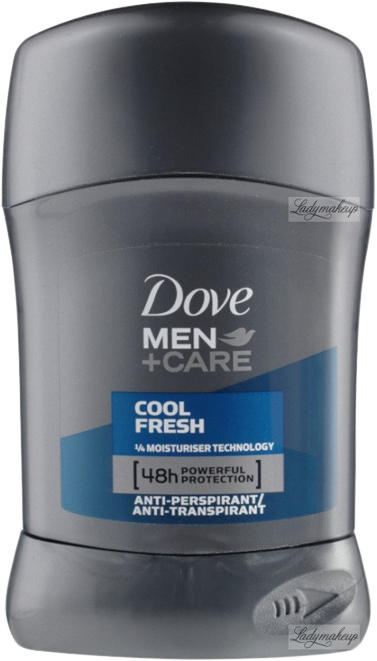 Ladymakeup
Dove
MEN
+CARE
COOL
FRESH
¼ MOISTURISER TECHNOLOGY
[48h POWERFUL
PROTECTION]
ANTI-PERSPIRANT/
ANTI-TRANSPIRANT
Ladymakeup